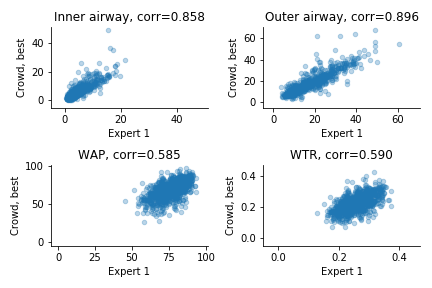 Inner airway, corr=0.858
Crowd, best
40
20
0
0
20
40
Expert 1
Outer airway, corr=0.896
Crowd, best
60
40
20
0
0
20
40
60
Expert 1
WAP, corr=0.585
Crowd, best
100
50
0
0
25
50
75
100
Expert 1
WTR, corr=0.590
Crowd, best
0.4
0.2
0.0
0.0
0.2
0.4
Expert 1